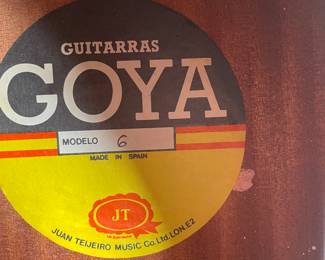 GUITARRAS
GOYA
MODELO 6
MADE IN SPAIN
JT
JUAN TEIJEIRO MUSIC Co. Ltd. LON. E2